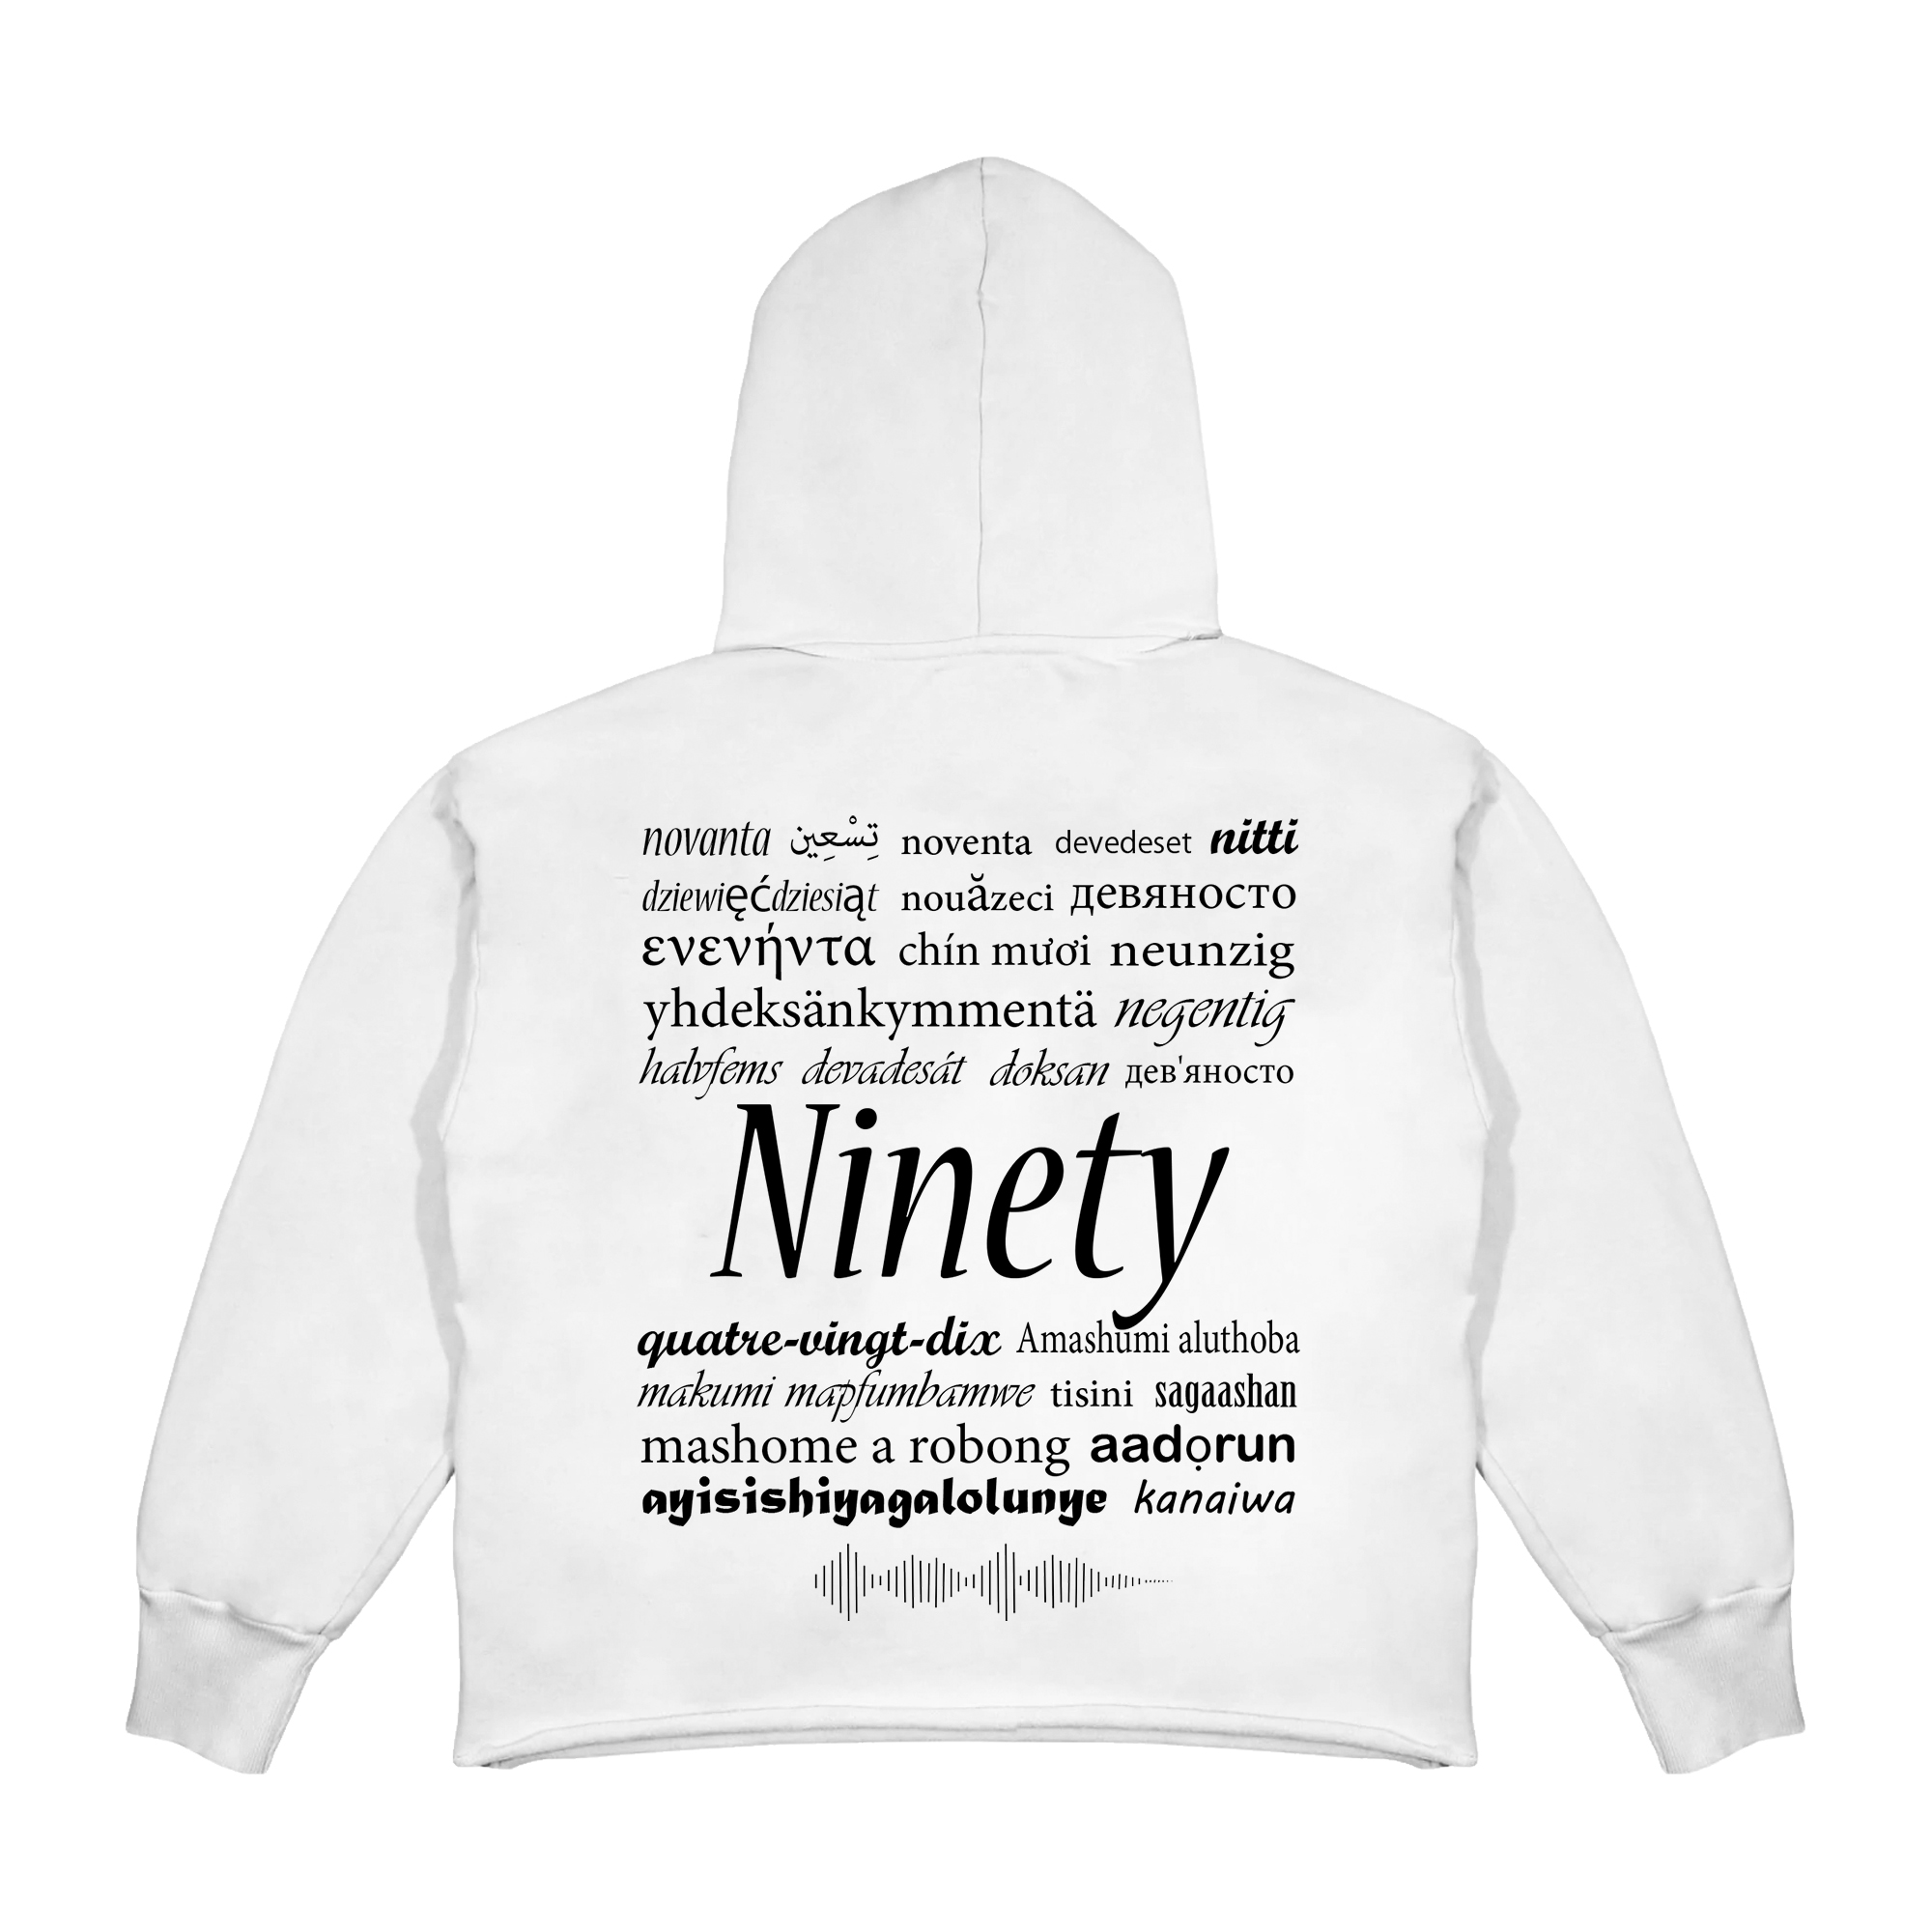 novanta تِسْعِين noventa devedeset nitti
dziewięćdziesiąt nouăzeci девяносто
ενενήντα chín mươi neunzig
yhdeksänkymmentä negentig
halvfems devadesát doksan дев'яносто
Ninety
quatre-vingt-dix Amashumi aluthoba
makumi mapfumbamwe tisini sagaashan
mashome a robong aadọrun
ayisishiyagalolunye kanaiwa